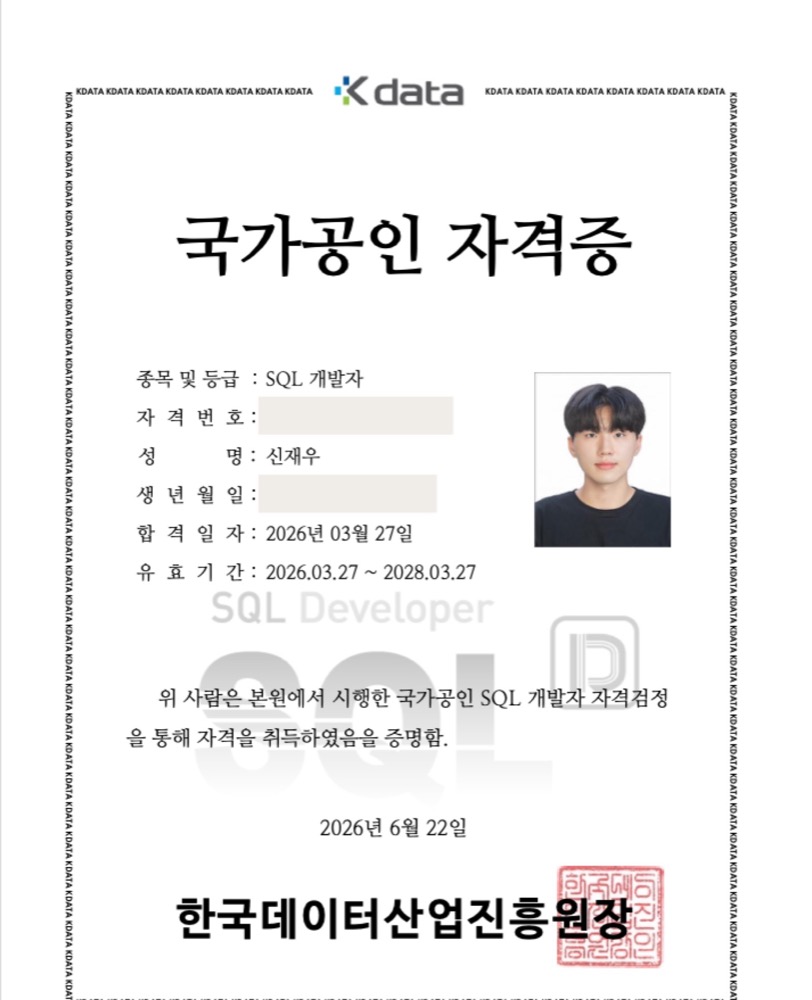 KDATA KDATA KDATA KDATA KDATA KDATA KDATA KDATA
Kdata
KDATA KDATA KDATA KDATA KDATA KDATA KDATA KDATA
국가공인 자격증
종목 및 등급 : SQL 개발자
자 격 번 호 :
성 명 : 신재우
생 년 월 일 :
합 격 일 자 : 2026년 03월 27일
유 효 기 간 : 2026.03.27 ~ 2028.03.27
SQL Developer
SQL
D
위 사람은 본원에서 시행한 국가공인 SQL 개발자 자격검정
을 통해 자격을 취득하였음을 증명함.
2026년 6월 22일
한국데이터산업진흥원장